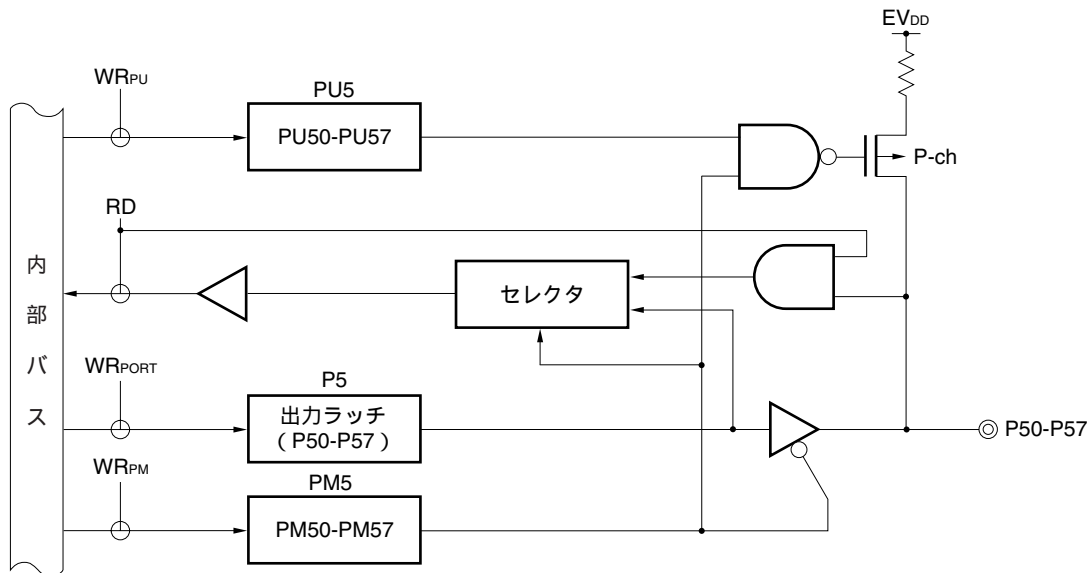 EVDD
WRPU
PU5
PU50-PU57
P-ch
RD
内部バス
セレクタ
WRPORT
P5
出力ラッチ
(P50-P57)
P50-P57
WRPM
PM5
PM50-PM57